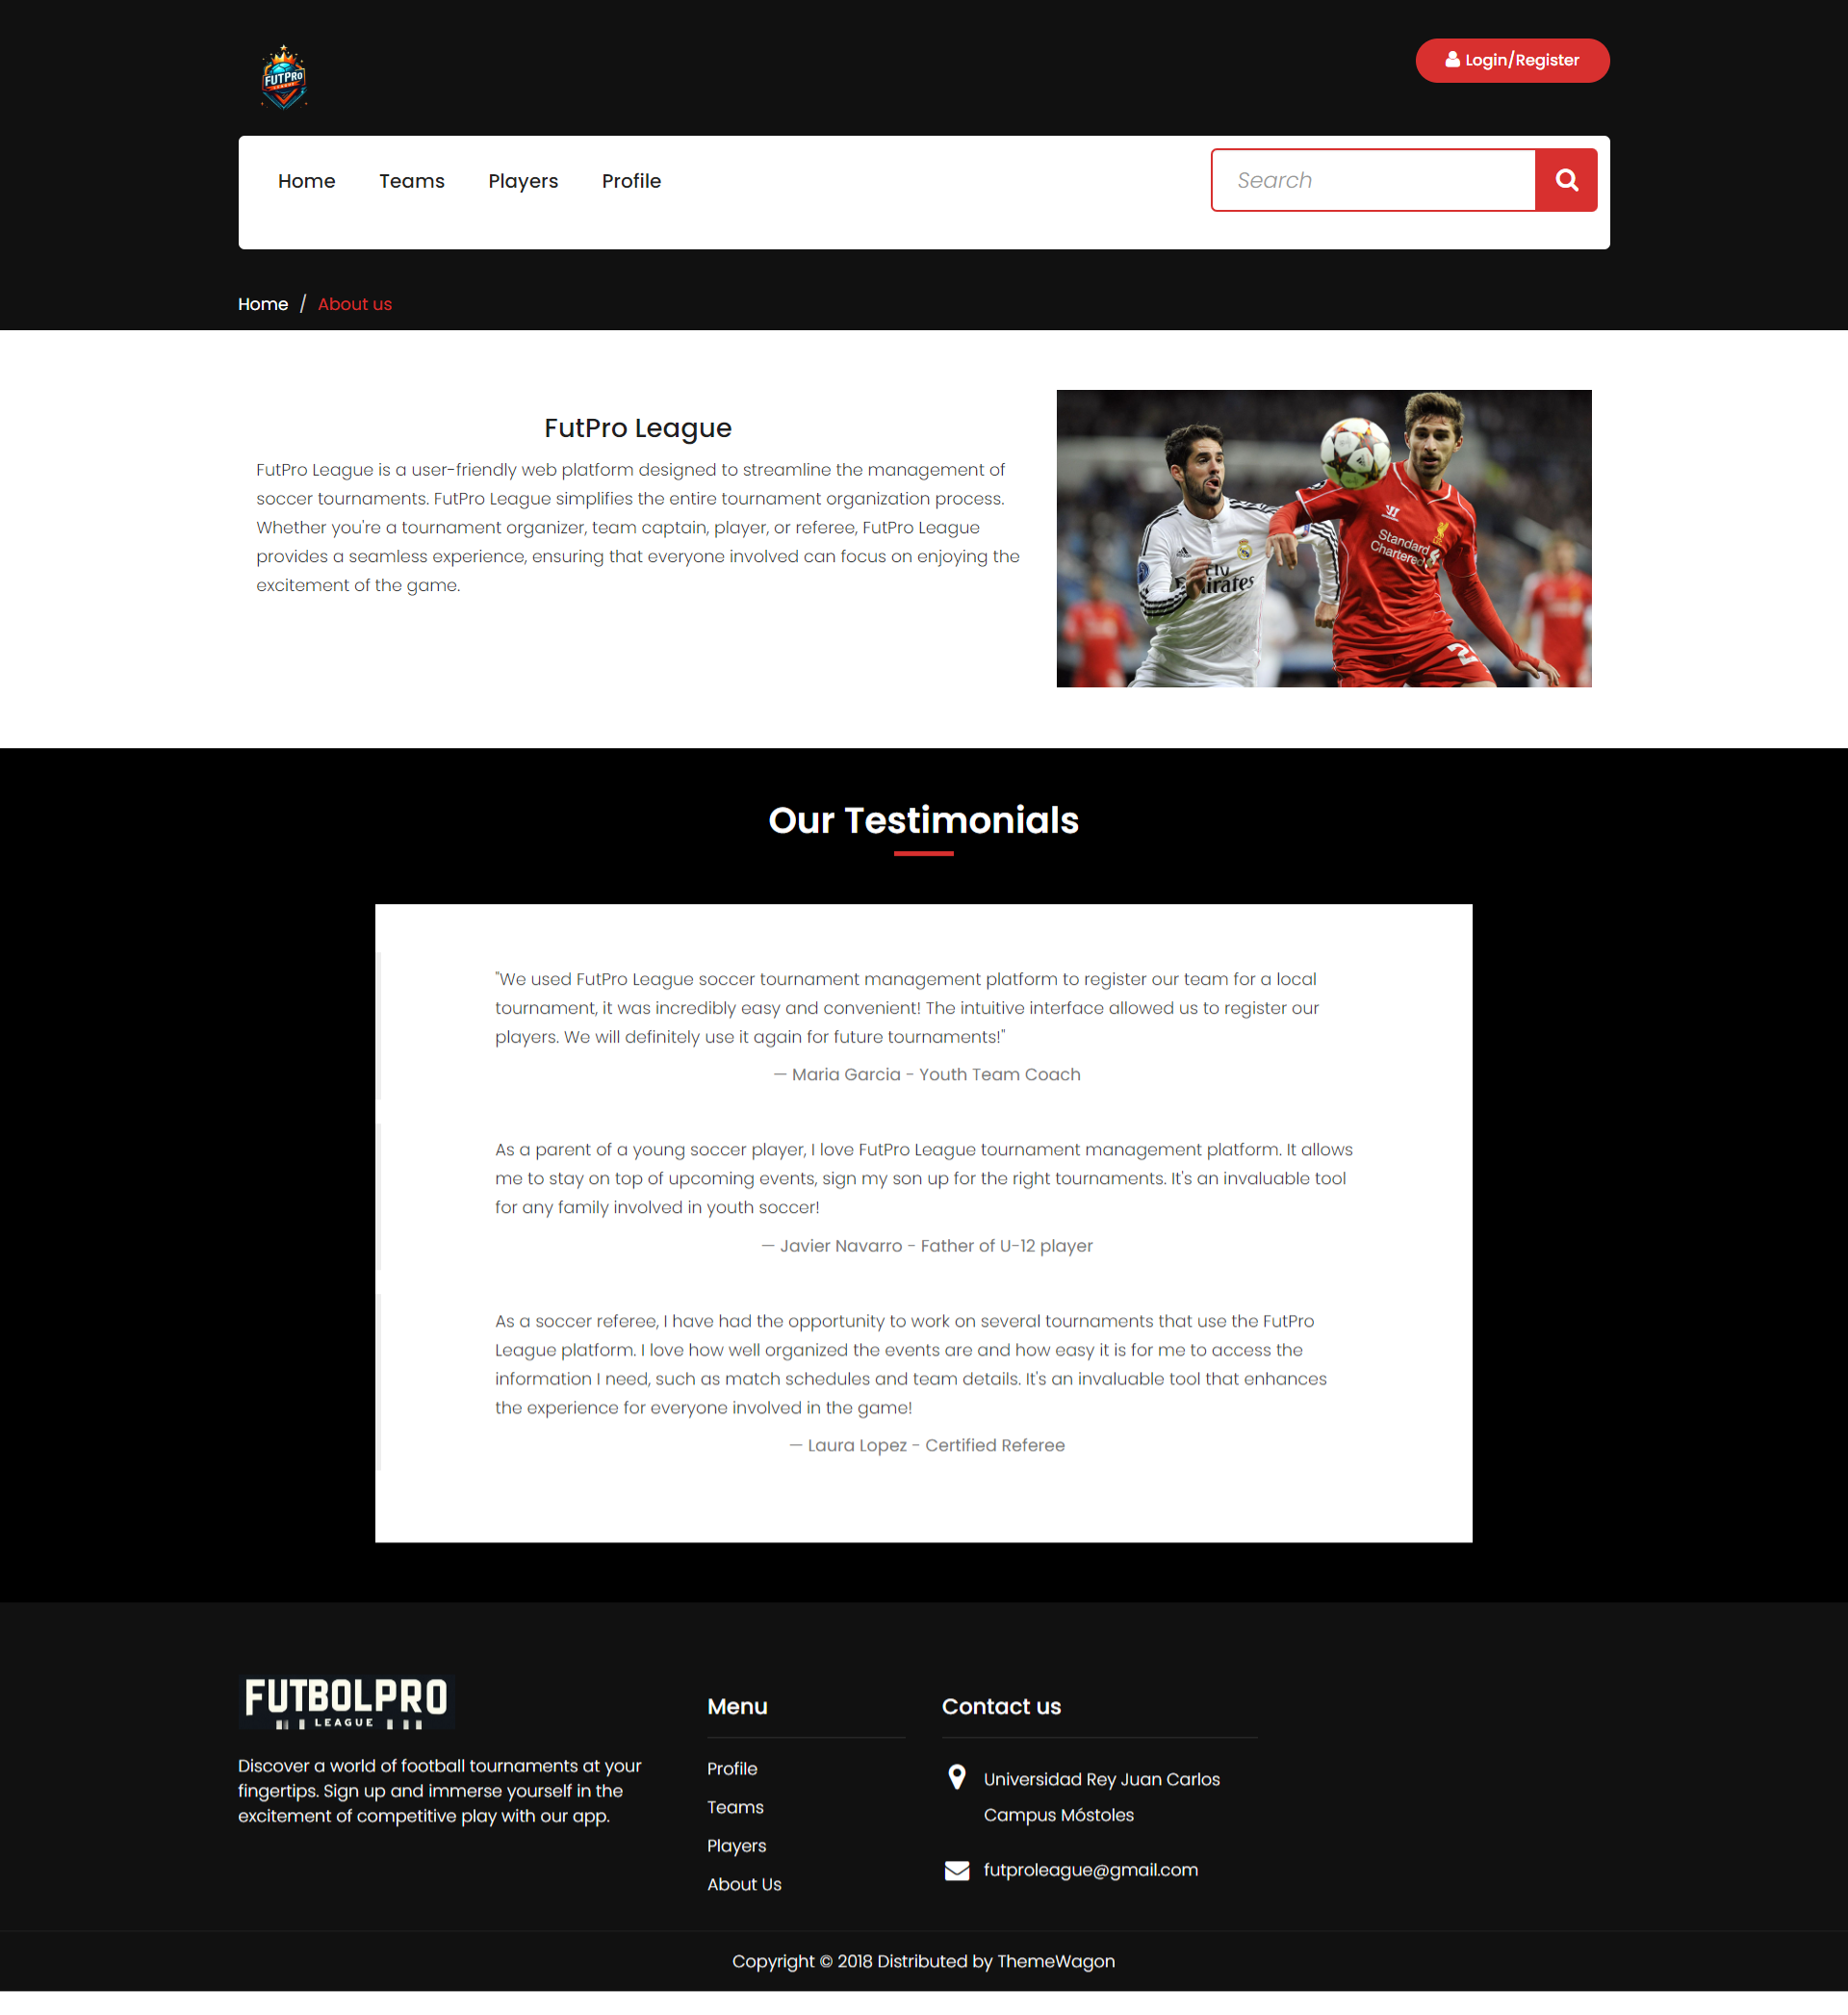 FUTPRO
LEAGUE
Login/Register
Home Teams Players Profile
Search
Home / About us
FutPro League
FutPro League is a user-friendly web platform designed to streamline the management of
soccer tournaments. FutPro League simplifies the entire tournament organization process.
Whether you're a tournament organizer, team captain, player, or referee, FutPro League
provides a seamless experience, ensuring that everyone involved can focus on enjoying the
excitement of the game.
Fly
Emirates
Standard
Chartered
Our Testimonials
"We used FutPro League soccer tournament management platform to register our team for a local
tournament, it was incredibly easy and convenient! The intuitive interface allowed us to register our
players. We will definitely use it again for future tournaments!"
— Maria Garcia - Youth Team Coach
As a parent of a young soccer player, I love FutPro League tournament management platform. It allows
me to stay on top of upcoming events, sign my son up for the right tournaments. It's an invaluable tool
for any family involved in youth soccer!
— Javier Navarro - Father of U-12 player
As a soccer referee, I have had the opportunity to work on several tournaments that use the FutPro
League platform. I love how well organized the events are and how easy it is for me to access the
information I need, such as match schedules and team details. It's an invaluable tool that enhances
the experience for everyone involved in the game!
— Laura Lopez - Certified Referee
FUTBOLPRO
LEAGUE
Discover a world of football tournaments at your
fingertips. Sign up and immerse yourself in the
excitement of competitive play with our app.
Menu
Profile
Teams
Players
About Us
Contact us
Universidad Rey Juan Carlos
Campus Móstoles
futproleague@gmail.com
Copyright © 2018 Distributed by ThemeWagon